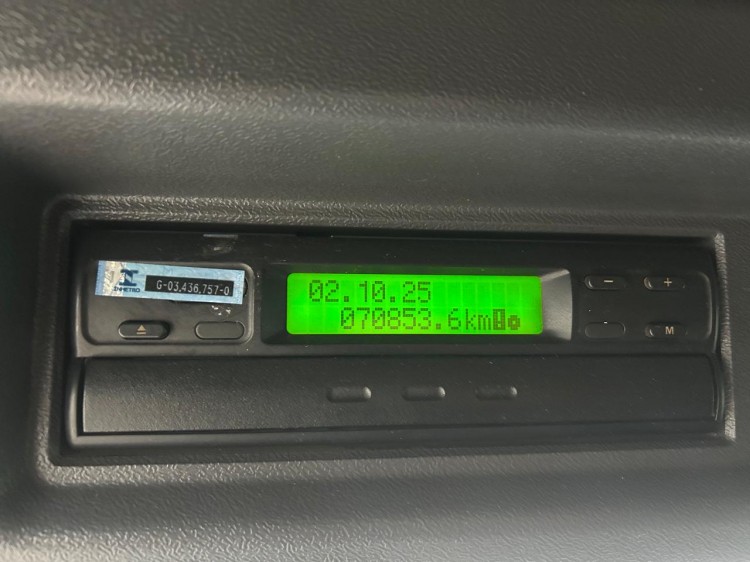 INMETRO
G-03.436.757-0
02.10.25
070853.6km
−
+
M